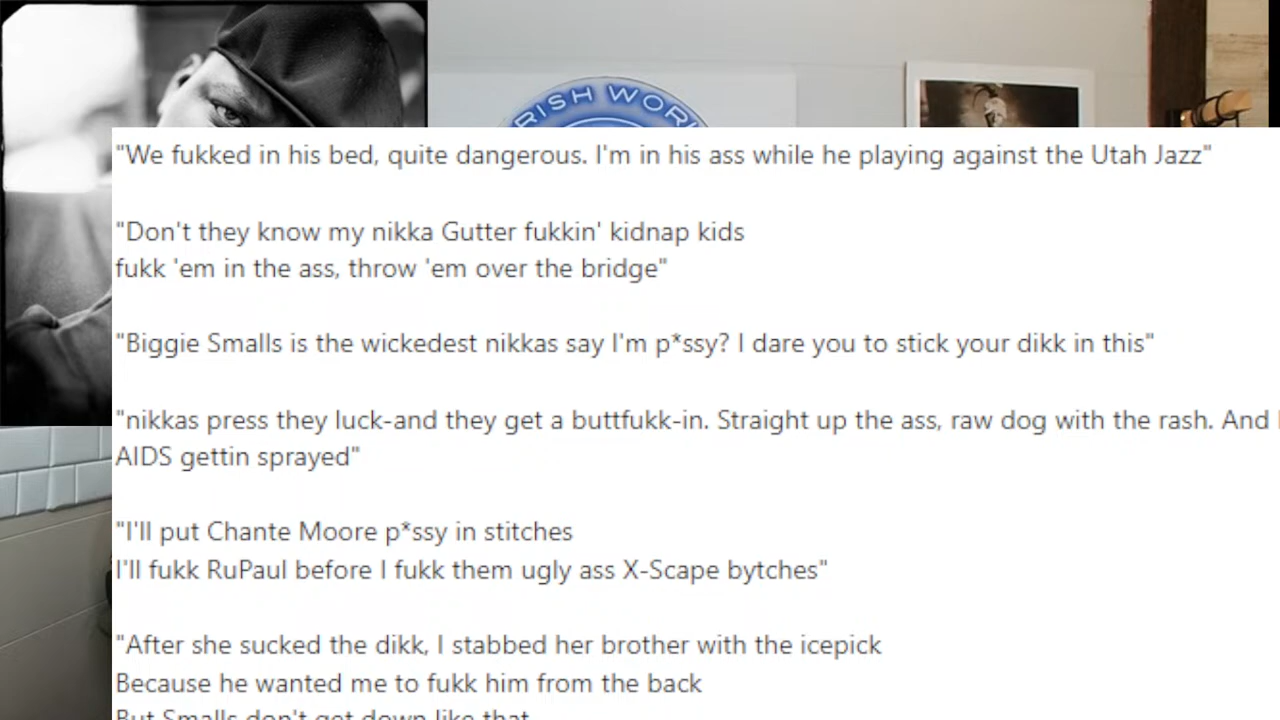 RISH WOR
"We fukked in his bed, quite dangerous. I'm in his ass while he playing against the Utah Jazz"
"Don't they know my nikka Gutter fukkin' kidnap kids
fukk 'em in the ass, throw 'em over the bridge"
"Biggie Smalls is the wickedest nikkas say I'm p*ssy? I dare you to stick your dikk in this"
"nikkas press they luck-and they get a buttfukk-in. Straight up the ass, raw dog with the rash. And
AIDS gettin sprayed"
"I'll put Chante Moore p*ssy in stitches
I'll fukk RuPaul before I fukk them ugly ass X-Scape bytches"
"After she sucked the dikk, I stabbed her brother with the icepick
Because he wanted me to fukk him from the back
But Smalls don't get down like that